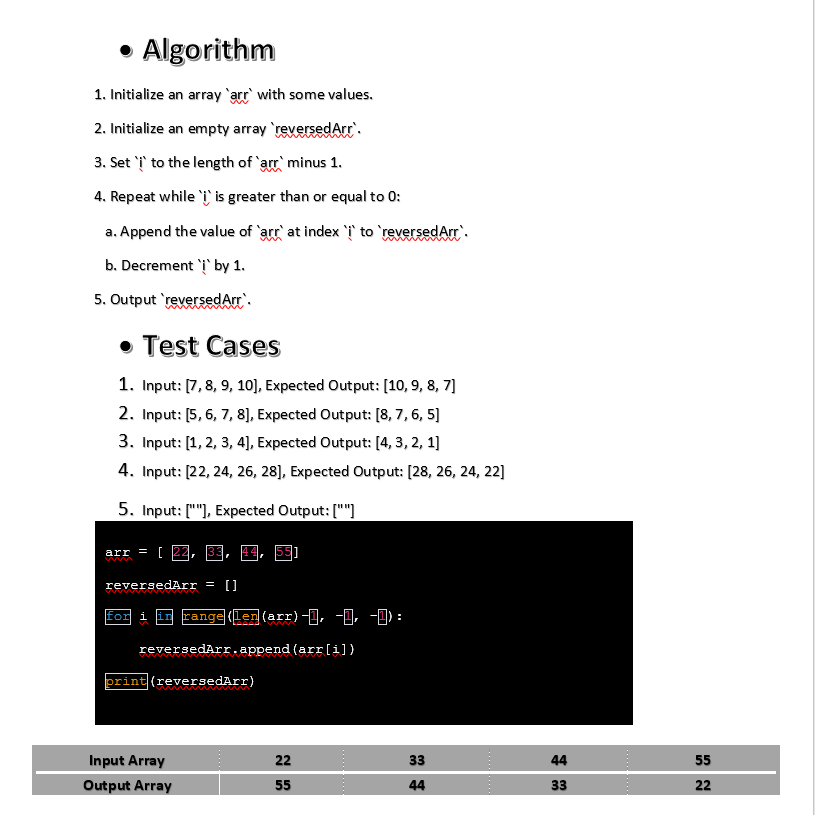 • Algorithm
1. Initialize an array `arr` with some values.
2. Initialize an empty array `reversedArr`.
3. Set `i` to the length of `arr` minus 1.
4. Repeat while `i` is greater than or equal to 0:
a. Append the value of `arr` at index `i` to `reversedArr`.
b. Decrement `i` by 1.
5. Output `reversedArr`.
• Test Cases
1. Input: [7, 8, 9, 10], Expected Output: [10, 9, 8, 7]
2. Input: [5, 6, 7, 8], Expected Output: [8, 7, 6, 5]
3. Input: [1, 2, 3, 4], Expected Output: [4, 3, 2, 1]
4. Input: [22, 24, 26, 28], Expected Output: [28, 26, 24, 22]
5. Input: [""], Expected Output: [""]
arr = [ 22, 33, 44, 55]
reversedArr = []
for i in range(len(arr)-1, -1, -1):
    reversedArr.append(arr[i])
print(reversedArr)
Input Array 22 33 44 55
Output Array 55 44 33 22